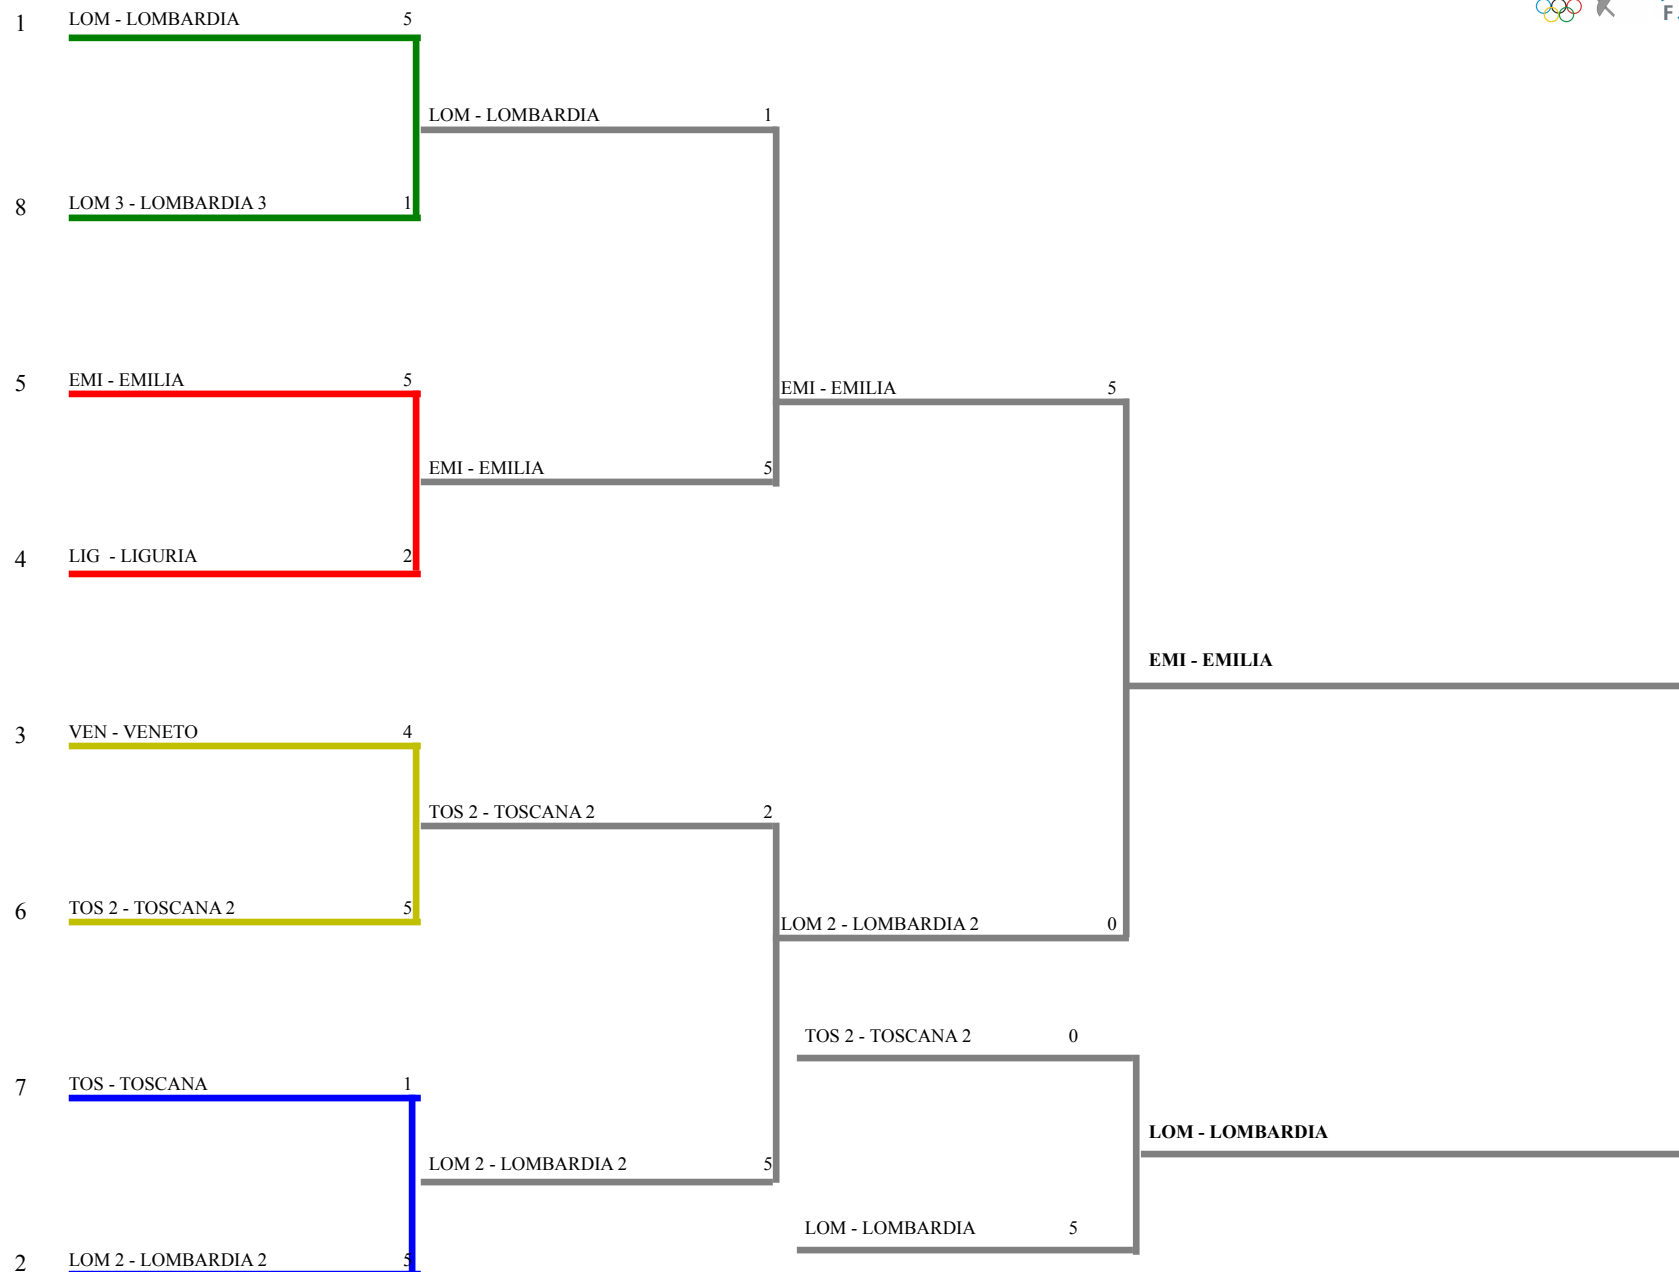 1 LOM - LOMBARDIA 5
LOM - LOMBARDIA 1
8 LOM 3 - LOMBARDIA 3 1
5 EMI - EMILIA 5
EMI - EMILIA 5
EMI - EMILIA 5
4 LIG - LIGURIA 2
EMI - EMILIA
3 VEN - VENETO 4
TOS 2 - TOSCANA 2 2
6 TOS 2 - TOSCANA 2 5
LOM 2 - LOMBARDIA 2 0
TOS 2 - TOSCANA 2 0
7 TOS - TOSCANA 1
LOM - LOMBARDIA
LOM 2 - LOMBARDIA 2 5
LOM - LOMBARDIA 5
2 LOM 2 - LOMBARDIA 2 5